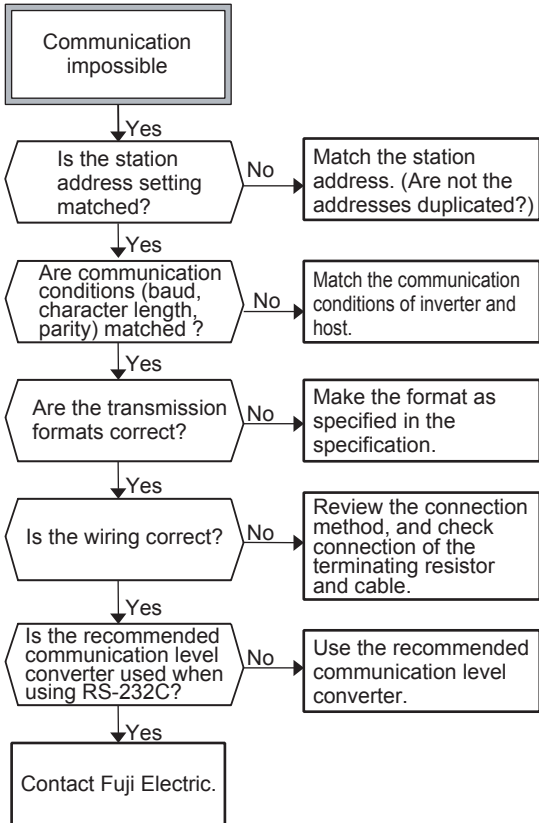 Communication
impossible
Yes
Is the station
address setting
matched?
No
Match the station
address. (Are not the
addresses duplicated?)
Yes
Are communication
conditions (baud,
character length,
parity) matched ?
No
Match the communication
conditions of inverter and
host.
Yes
Are the transmission
formats correct?
No
Make the format as
specified in the
specification.
Yes
Is the wiring correct?
No
Review the connection
method, and check
connection of the
terminating resistor
and cable.
Yes
Is the recommended
communication level
converter used when
using RS-232C?
No
Use the recommended
communication level
converter.
Yes
Contact Fuji Electric.